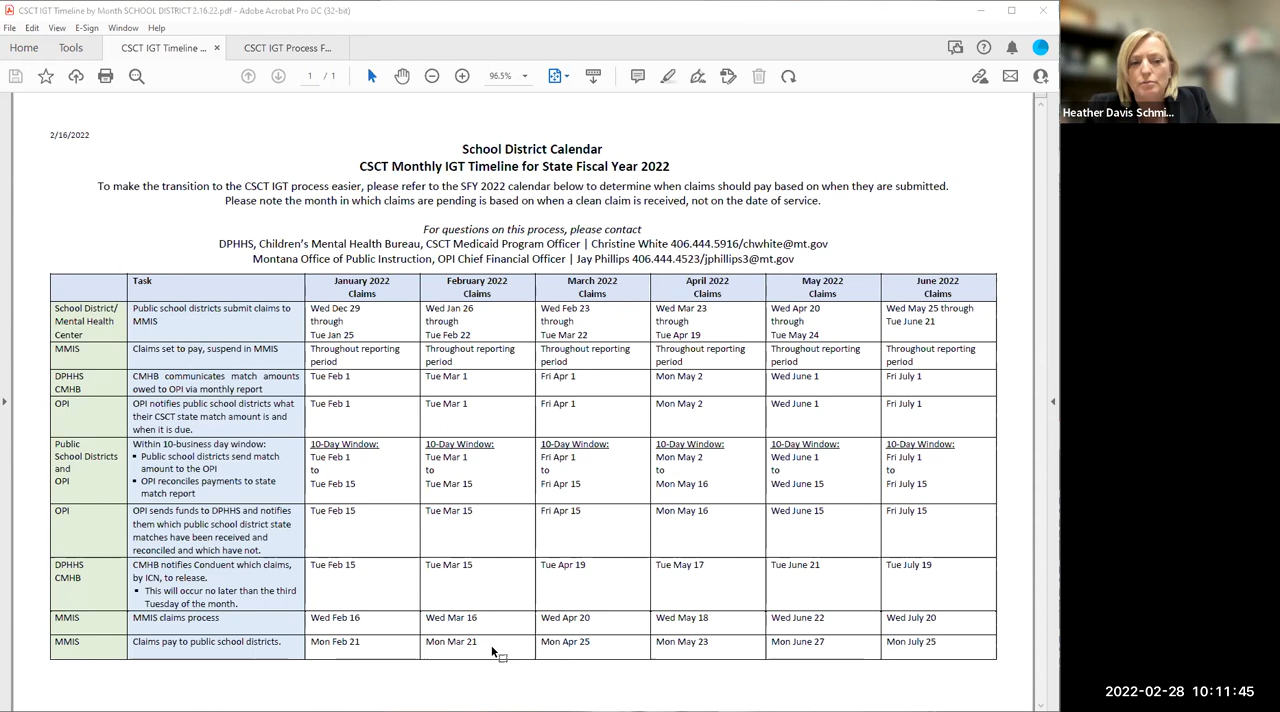 CSCT IGT Timeline by Month SCHOOL DISTRICT 2.16.22.pdf - Adobe Acrobat Pro DC (32-bit)
File Edit View E-Sign Window Help
Home Tools CSCT IGT Timeline ... × CSCT IGT Process F...
1 / 1 96.5%
Heather Davis Schmi...
2/16/2022
School District Calendar
CSCT Monthly IGT Timeline for State Fiscal Year 2022
To make the transition to the CSCT IGT process easier, please refer to the SFY 2022 calendar below to determine when claims should pay based on when they are submitted.
Please note the month in which claims are pending is based on when a clean claim is received, not on the date of service.
For questions on this process, please contact
DPHHS, Children's Mental Health Bureau, CSCT Medicaid Program Officer | Christine White 406.444.5916/chwhite@mt.gov
Montana Office of Public Instruction, OPI Chief Financial Officer | Jay Phillips 406.444.4523/jphillips3@mt.gov
Task January 2022 February 2022 March 2022 April 2022 May 2022 June 2022
Claims Claims Claims Claims Claims Claims
School District/ Public school districts submit claims to Wed Dec 29 Wed Jan 26 Wed Feb 23 Wed Mar 23 Wed Apr 20 Wed May 25 through
Mental Health MMIS through through through through through Tue June 21
Center Tue Jan 25 Tue Feb 22 Tue Mar 22 Tue Apr 19 Tue May 24
MMIS Claims set to pay, suspend in MMIS Throughout reporting Throughout reporting Throughout reporting Throughout reporting Throughout reporting Throughout reporting
period period period period period period
DPHHS CMHB communicates match amounts Tue Feb 1 Tue Mar 1 Fri Apr 1 Mon May 2 Wed June 1 Fri July 1
CMHB owed to OPI via monthly report
OPI OPI notifies public school districts what Tue Feb 1 Tue Mar 1 Fri Apr 1 Mon May 2 Wed June 1 Fri July 1
their CSCT state match amount is and
when it is due.
Public Within 10-business day window: 10-Day Window: 10-Day Window: 10-Day Window: 10-Day Window: 10-Day Window: 10-Day Window:
School Districts ▪ Public school districts send match Tue Feb 1 Tue Mar 1 Fri Apr 1 Mon May 2 Wed June 1 Fri July 1
and amount to the OPI to to to to to to
OPI ▪ OPI reconciles payments to state Tue Feb 15 Tue Mar 15 Fri Apr 15 Mon May 16 Wed June 15 Fri July 15
match report
OPI OPI sends funds to DPHHS and notifies Tue Feb 15 Tue Mar 15 Fri Apr 15 Mon May 16 Wed June 15 Fri July 15
them which public school district state
matches have been received and
reconciled and which have not.
DPHHS CMHB notifies Conduent which claims, Tue Feb 15 Tue Mar 15 Tue Apr 19 Tue May 17 Tue June 21 Tue July 19
CMHB by ICN, to release.
▪ This will occur no later than the third
Tuesday of the month.
MMIS MMIS claims process Wed Feb 16 Wed Mar 16 Wed Apr 20 Wed May 18 Wed June 22 Wed July 20
MMIS Claims pay to public school districts. Mon Feb 21 Mon Mar 21 Mon Apr 25 Mon May 23 Mon June 27 Mon July 25
2022-02-28 10:11:45